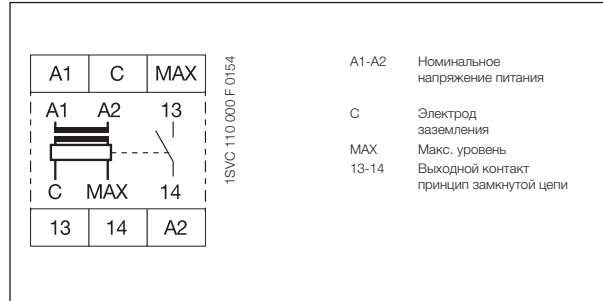 A1 C MAX
A1 A2 13
C MAX 14
13 14 A2
1SVC 110 000 F 0154
A1-A2 Номинальное
напряжение питания
C Электрод
заземления
MAX Макс. уровень
13-14 Выходной контакт
принцип замкнутой цепи